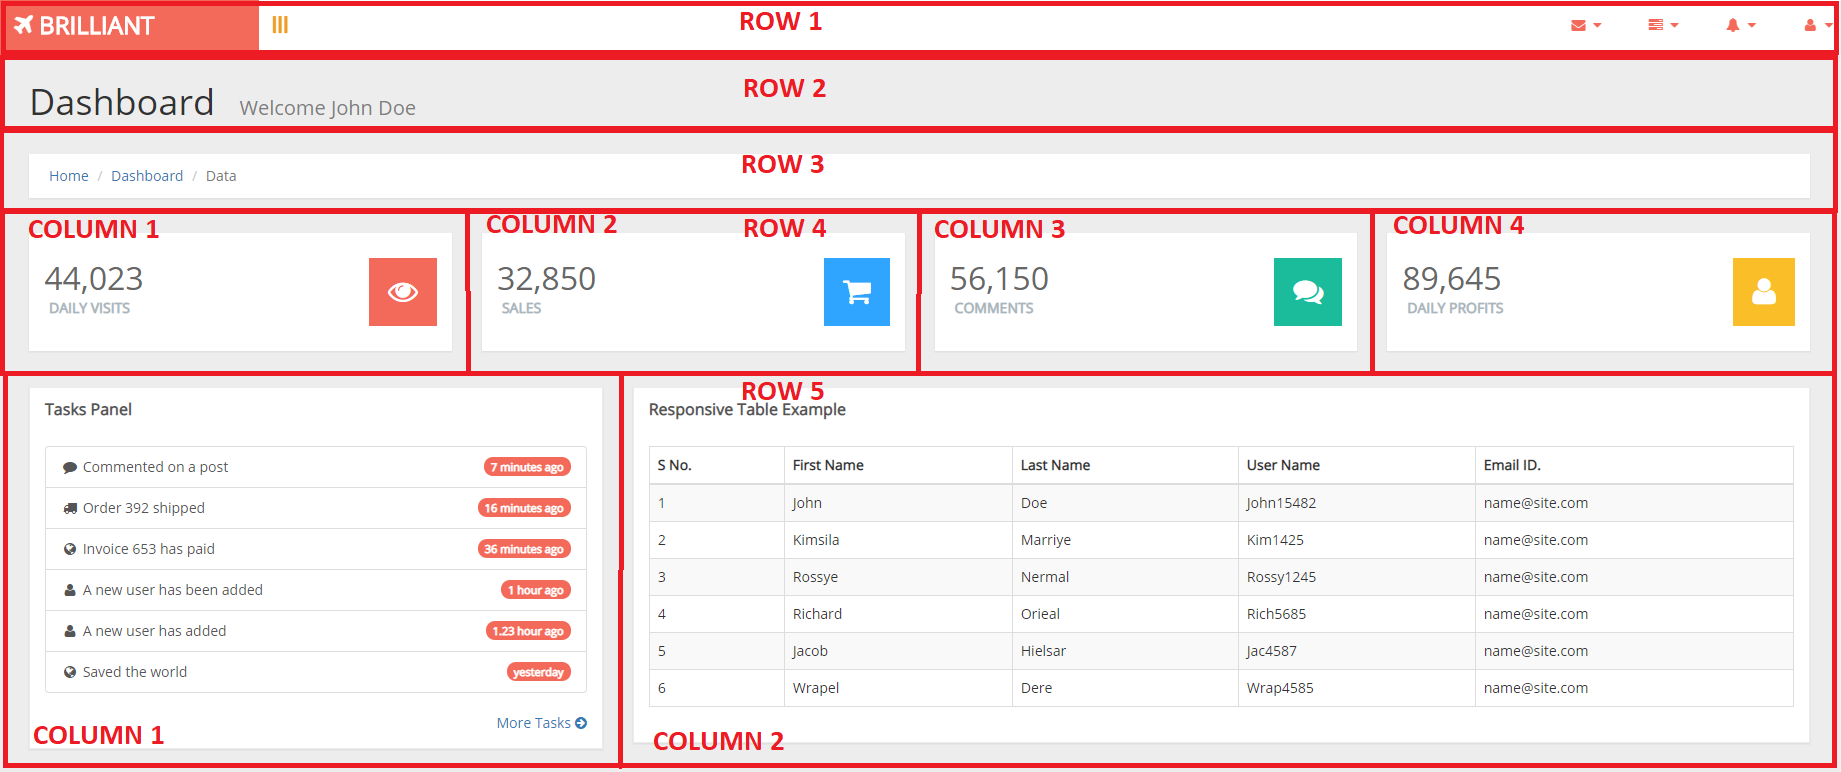 BRILLIANT
ROW 1
ROW 2
Dashboard Welcome John Doe
ROW 3
Home / Dashboard / Data
COLUMN 1 COLUMN 2 ROW 4 COLUMN 3 COLUMN 4
44,023 32,850 56,150 89,645
DAILY VISITS SALES COMMENTS DAILY PROFITS
ROW 5
Tasks Panel
Commented on a post 7 minutes ago
Order 392 shipped 16 minutes ago
Invoice 653 has paid 36 minutes ago
A new user has been added 1 hour ago
A new user has added 1.23 hour ago
Saved the world yesterday
More Tasks
COLUMN 1
Responsive Table Example
S No. First Name Last Name User Name Email ID.
1 John Doe John15482 name@site.com
2 Kimsila Marriye Kim1425 name@site.com
3 Rossye Nermal Rossy1245 name@site.com
4 Richard Orieal Rich5685 name@site.com
5 Jacob Hielsar Jac4587 name@site.com
6 Wrapel Dere Wrap4585 name@site.com
COLUMN 2